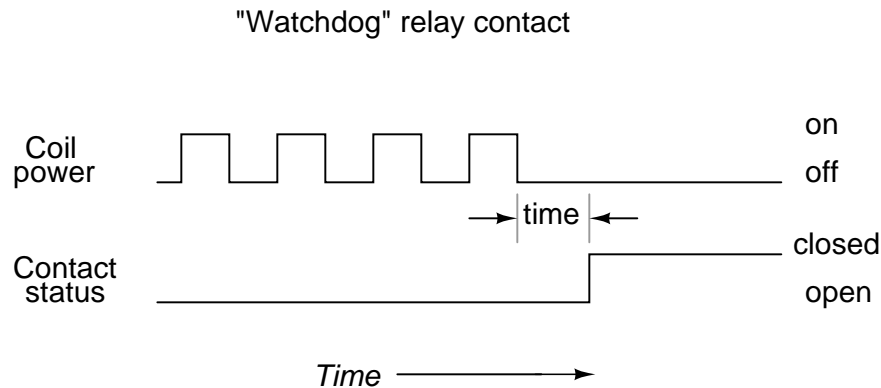 "Watchdog" relay contact
on
Coil
power
off
time
closed
Contact
status
open
Time